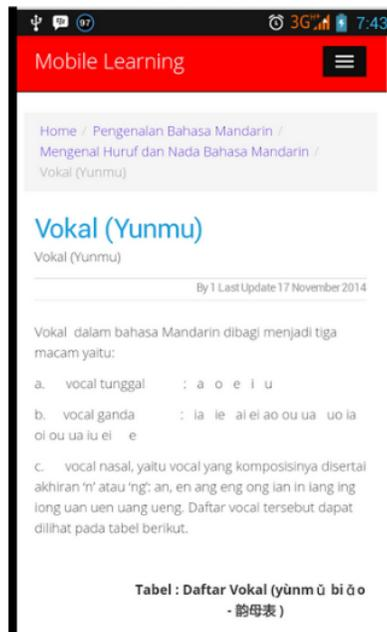 97 3G H+ 7:43
Mobile Learning
Home / Pengenalan Bahasa Mandarin /
Mengenal Huruf dan Nada Bahasa Mandarin /
Vokal (Yunmu)
Vokal (Yunmu)
Vokal (Yunmu)
By 1 Last Update 17 November 2014
Vokal dalam bahasa Mandarin dibagi menjadi tiga
macam yaitu:
a. vocal tunggal : a o e i u
b. vocal ganda : ia ie ai ei ao ou ua uo ia
oi ou ua iu ei e
c. vocal nasal, yaitu vocal yang komposisinya disertai
akhiran 'n' atau 'ng': an, en ang eng ong ian in iang ing
iong uan uen uang ueng. Daftar vocal tersebut dapat
dilihat pada tabel berikut.
Tabel : Daftar Vokal (yùnm ǔ bi ǎ o
- 韵母表 )